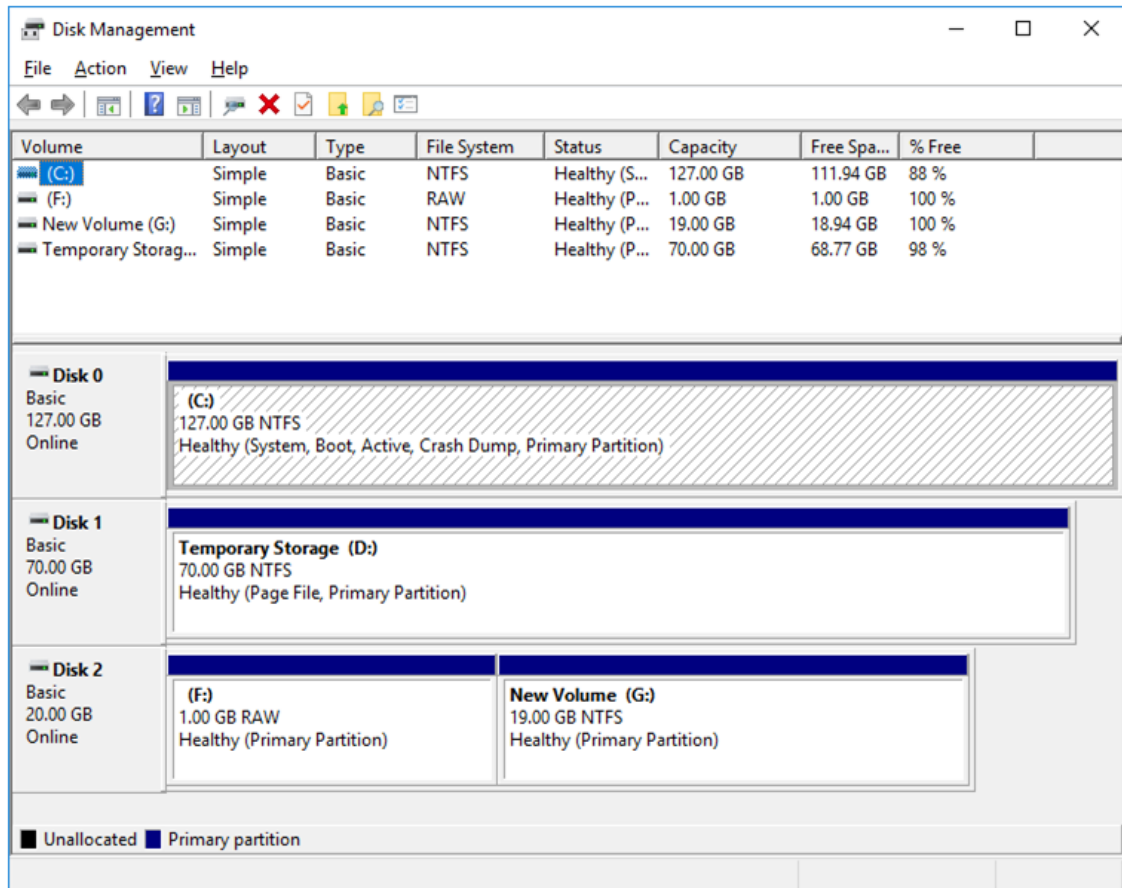 Disk Management
File Action View Help
Volume Layout Type File System Status Capacity Free Spa... % Free
(C:) Simple Basic NTFS Healthy (S... 127.00 GB 111.94 GB 88 %
(F:) Simple Basic RAW Healthy (P... 1.00 GB 1.00 GB 100 %
New Volume (G:) Simple Basic NTFS Healthy (P... 19.00 GB 18.94 GB 100 %
Temporary Storag... Simple Basic NTFS Healthy (P... 70.00 GB 68.77 GB 98 %
Disk 0
Basic
127.00 GB
Online
(C:)
127.00 GB NTFS
Healthy (System, Boot, Active, Crash Dump, Primary Partition)
Disk 1
Basic
70.00 GB
Online
Temporary Storage (D:)
70.00 GB NTFS
Healthy (Page File, Primary Partition)
Disk 2
Basic
20.00 GB
Online
(F:)
1.00 GB RAW
Healthy (Primary Partition)
New Volume (G:)
19.00 GB NTFS
Healthy (Primary Partition)
Unallocated Primary partition